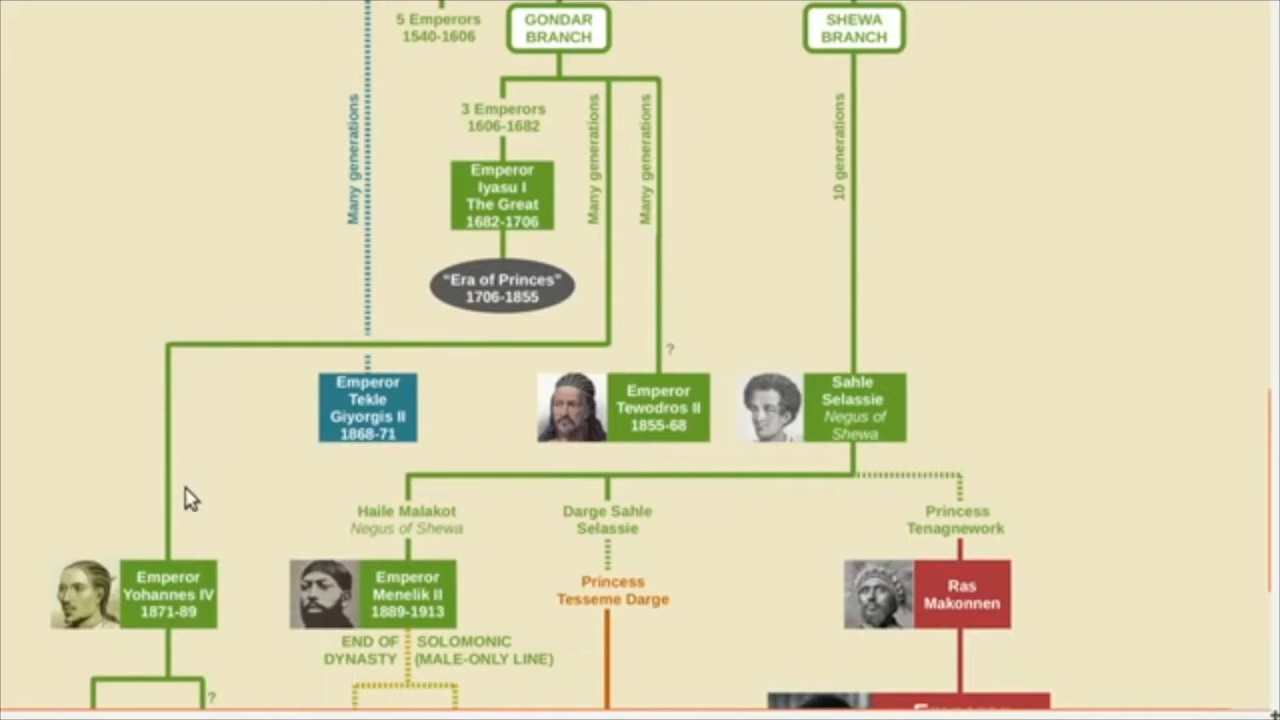 5 Emperors
1540-1606
GONDAR
BRANCH
SHEWA
BRANCH
Many generations
3 Emperors
1606-1682
Many generations
Many generations
10 generations
Emperor
Iyasu I
The Great
1682-1706
"Era of Princes"
1706-1855
?
Emperor
Tekle
Giyorgis II
1868-71
Emperor
Tewodros II
1855-68
Sahle
Selassie
Negus of
Shewa
Haile Malakot
Negus of Shewa
Darge Sahle
Selassie
Princess
Tenagnework
Emperor
Yohannes IV
1871-89
Emperor
Menelik II
1889-1913
Princess
Tesseme Darge
Ras
Makonnen
END OF SOLOMONIC
DYNASTY (MALE-ONLY LINE)
?